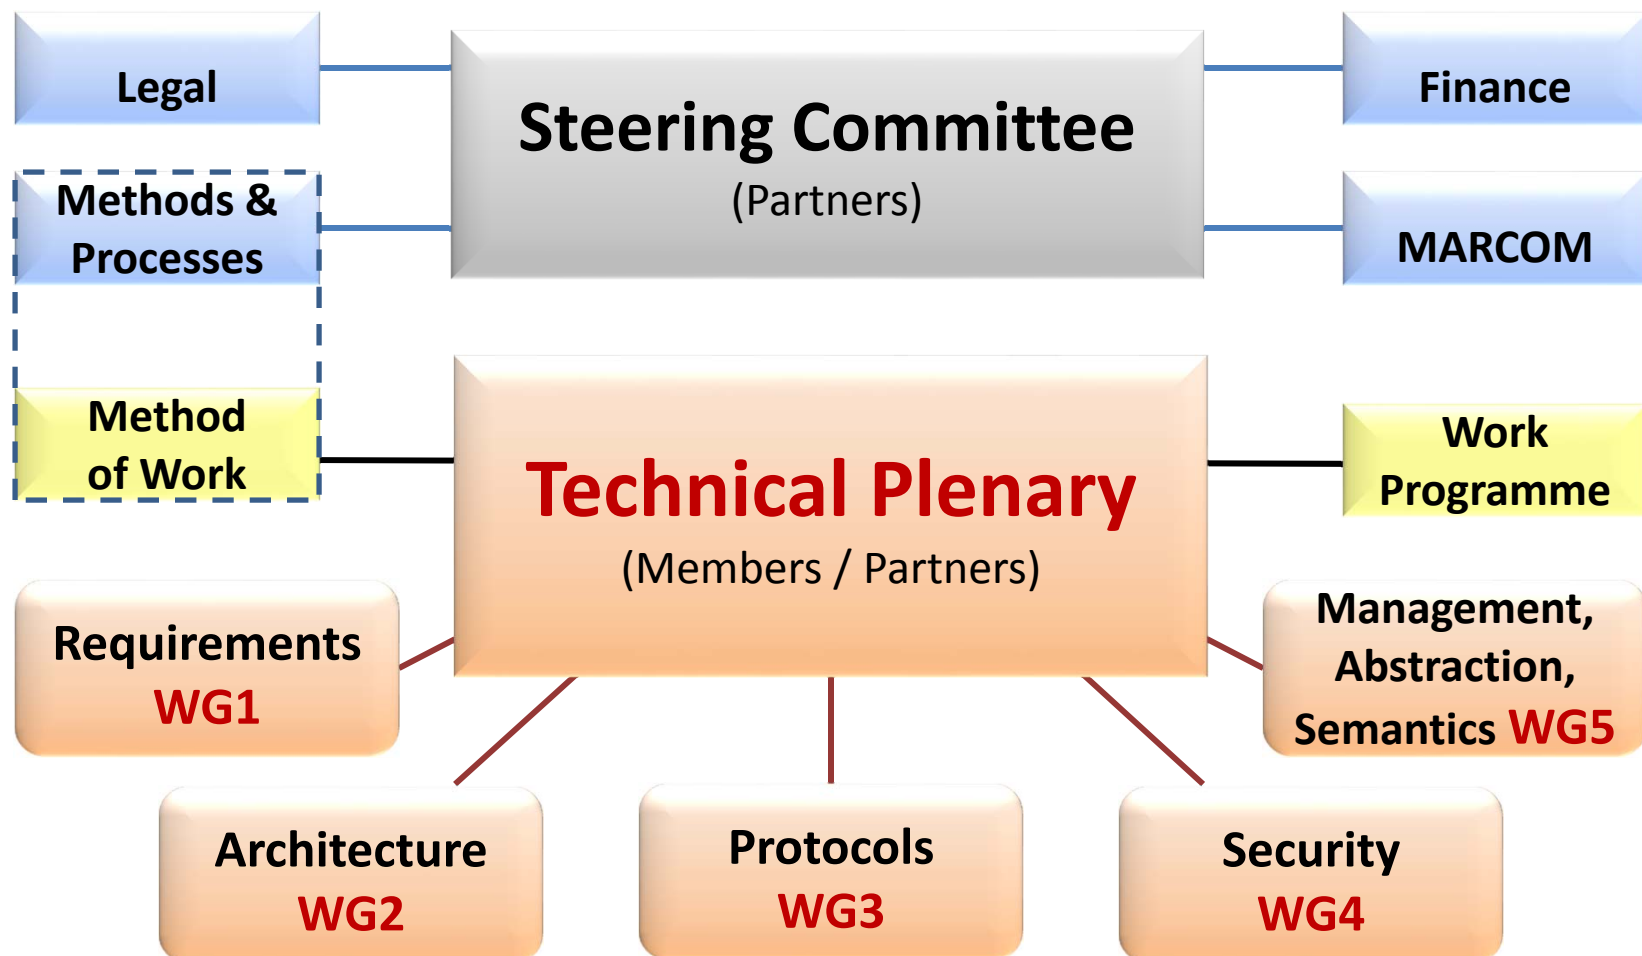 Legal
Steering Committee
(Partners)
Finance
Methods &
Processes
MARCOM
Method
of Work
Technical Plenary
(Members / Partners)
Work
Programme
Requirements
WG1
Management,
Abstraction,
Semantics WG5
Architecture
WG2
Protocols
WG3
Security
WG4